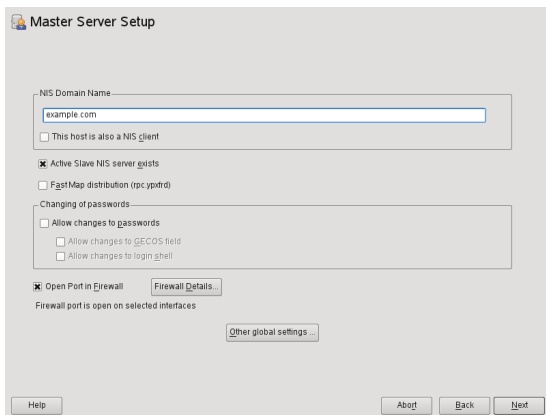 Master Server Setup
NIS Domain Name
example.com
This host is also a NIS client
Active Slave NIS server exists
Fast Map distribution (rpc.ypxfrd)
Changing of passwords
Allow changes to passwords
Allow changes to GECOS field
Allow changes to login shell
Open Port in Firewall Firewall Details...
Firewall port is open on selected interfaces
Other global settings ...
Help Abort Back Next